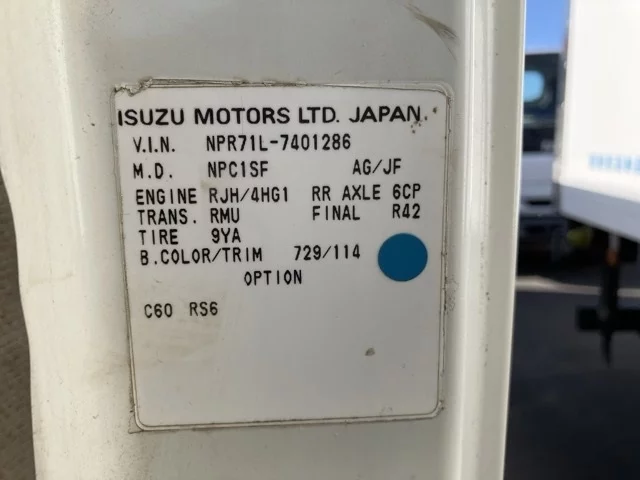 ISUZU MOTORS LTD. JAPAN.
V.I.N. NPR71L-7401286
M.D. NPC1SF AG/JF
ENGINE RJH/4HG1 RR AXLE 6CP
TRANS. RMU FINAL R42
TIRE 9YA
B.COLOR/TRIM 729/114
OPTION
C60 RS6